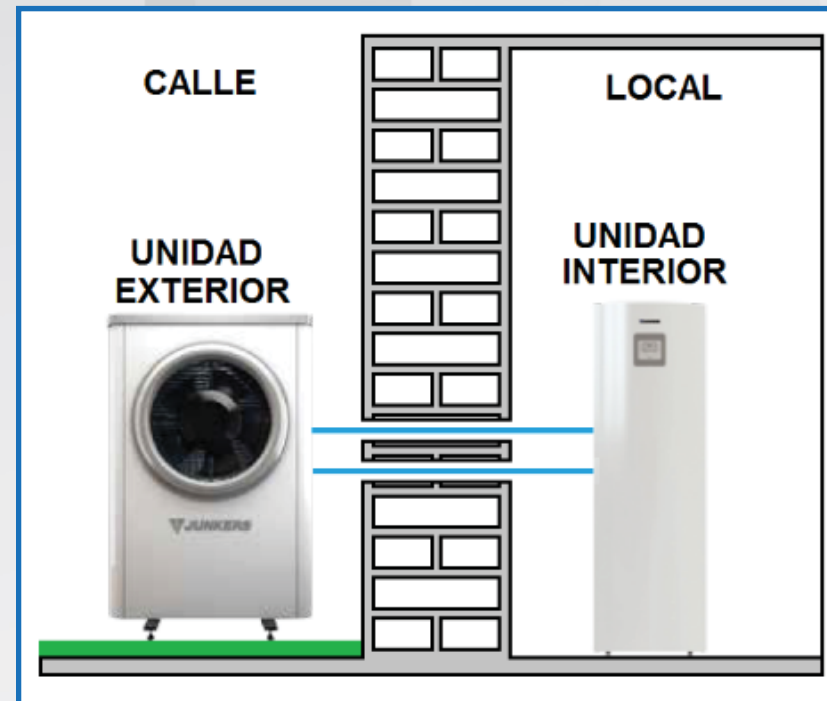 CALLE
LOCAL
UNIDAD
EXTERIOR
UNIDAD
INTERIOR
JUNKERS